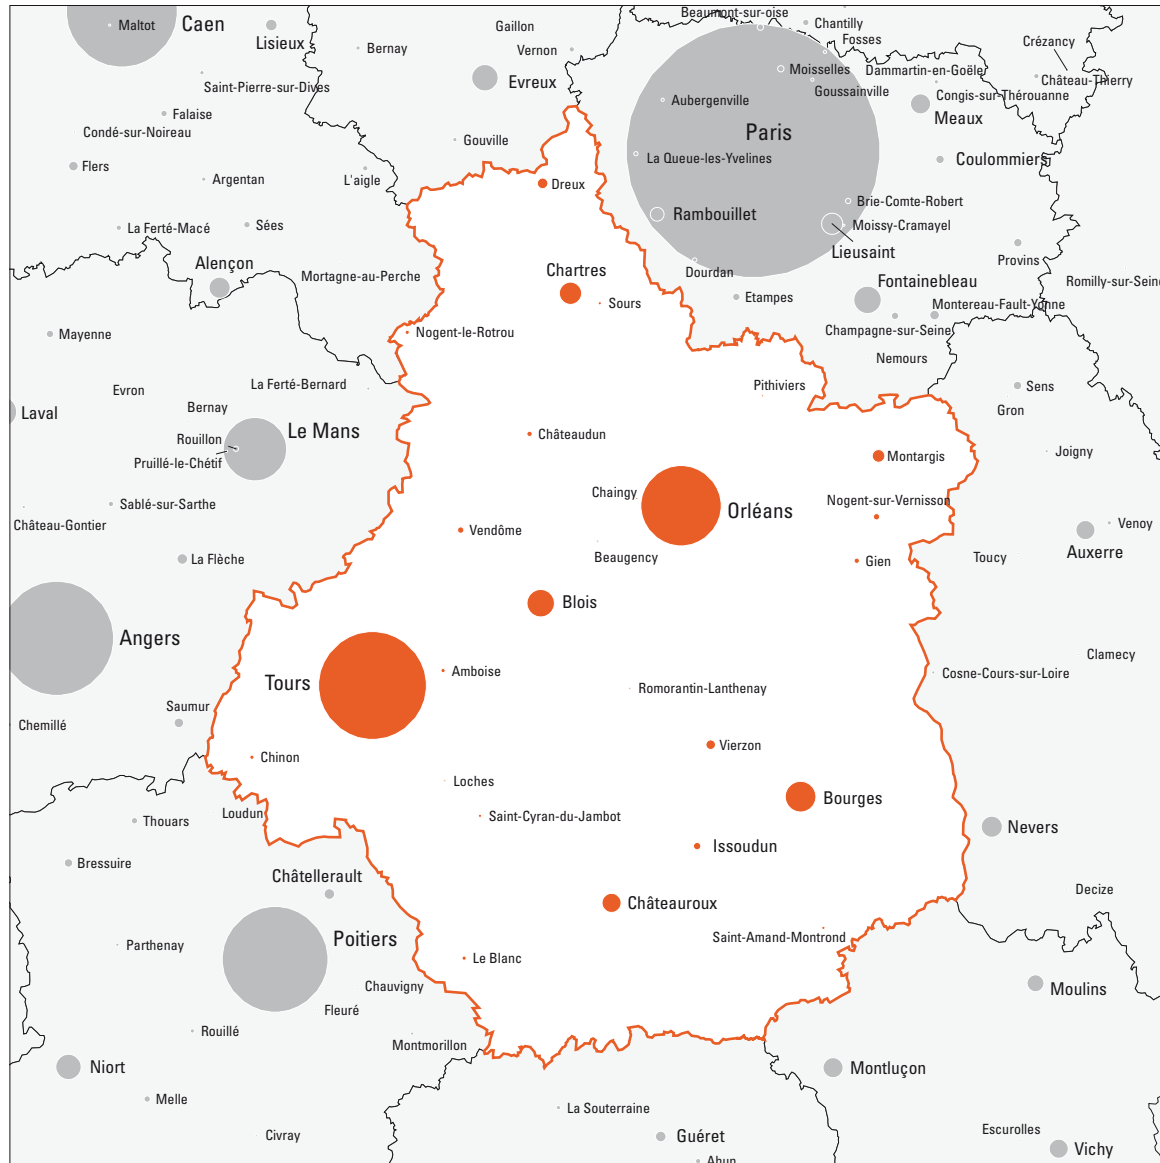 Beaumont-sur-oise
Maltot
Caen
Lisieux
Bernay
Gaillon
Vernon
Chantilly
Fosses
Crézancy
Evreux
Moisselles
Dammartin-en-Goële
Château-Thierry
Saint-Pierre-sur-Dives
Goussainville
Congis-sur-Thérouanne
Aubergenville
Falaise
Meaux
Condé-sur-Noireau
Paris
Gouville
Flers
La Queue-les-Yvelines
Coulommiers
Argentan
L'aigle
Dreux
Brie-Comte-Robert
Rambouillet
La Ferté-Macé
Sées
Moissy-Cramayel
Lieusaint
Alençon
Mortagne-au-Perche
Chartres
Dourdan
Provins
Fontainebleau
Romilly-sur-Seine
Sours
Etampes
Montereau-Fault-Yonne
Mayenne
Nogent-le-Rotrou
Champagne-sur-Seine
Nemours
Evron
La Ferté-Bernard
Pithiviers
Sens
Laval
Bernay
Gron
Le Mans
Rouillon
Châteaudun
Pruillé-le-Chétif
Montargis
Joigny
Chaingy
Sablé-sur-Sarthe
Orléans
Nogent-sur-Vernisson
Château-Gontier
Vendôme
Venoy
La Flèche
Beaugency
Gien
Toucy
Auxerre
Blois
Angers
Clamecy
Tours
Amboise
Romorantin-Lanthenay
Cosne-Cours-sur-Loire
Saumur
Chemillé
Chinon
Vierzon
Loches
Bourges
Thouars
Loudun
Saint-Cyran-du-Jambot
Nevers
Issoudun
Bressuire
Châtellerault
Châteauroux
Decize
Parthenay
Poitiers
Saint-Amand-Montrond
Le Blanc
Chauvigny
Moulins
Fleuré
Rouillé
Montmorillon
Niort
Montluçon
Melle
La Souterraine
Civray
Guéret
Escurolles
Vichy
Ahun